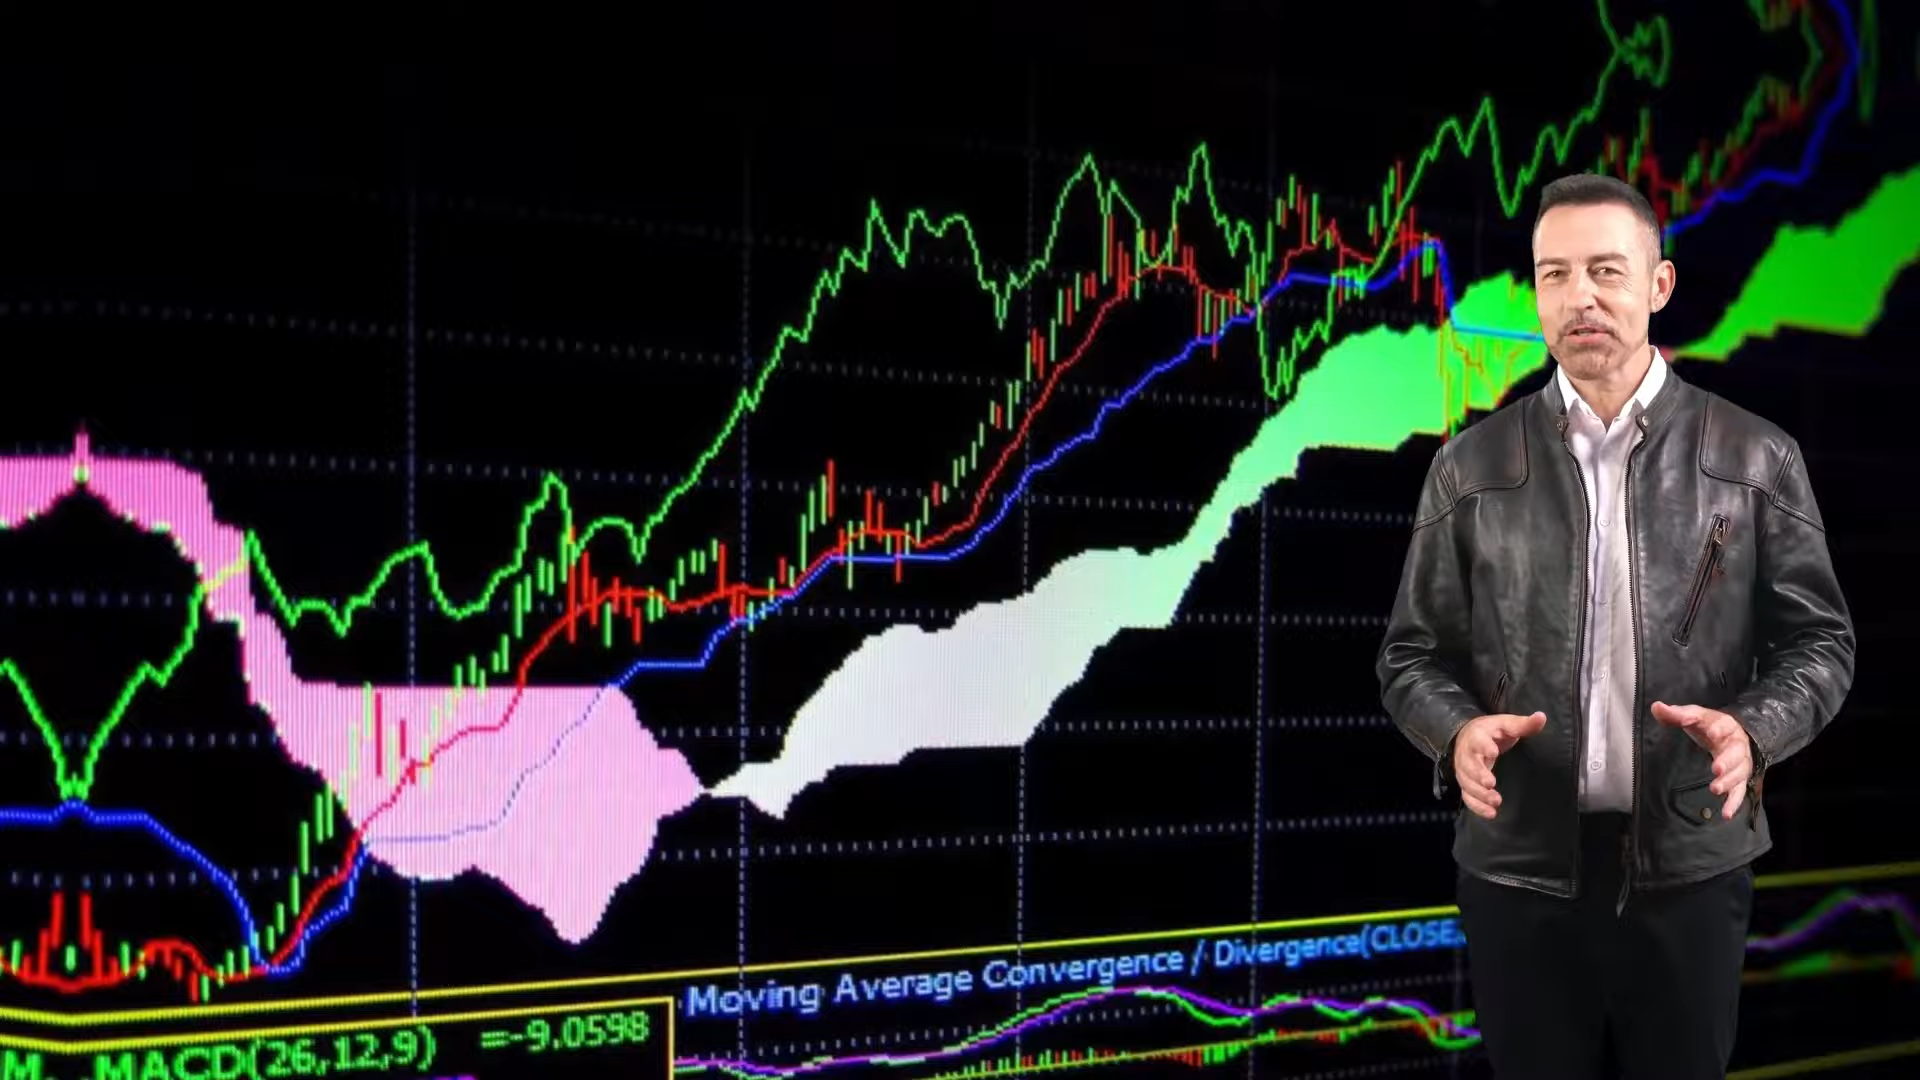 Moving Average Convergence / Divergence(CLOSE,
MACD(26,12,9) =-9.0598